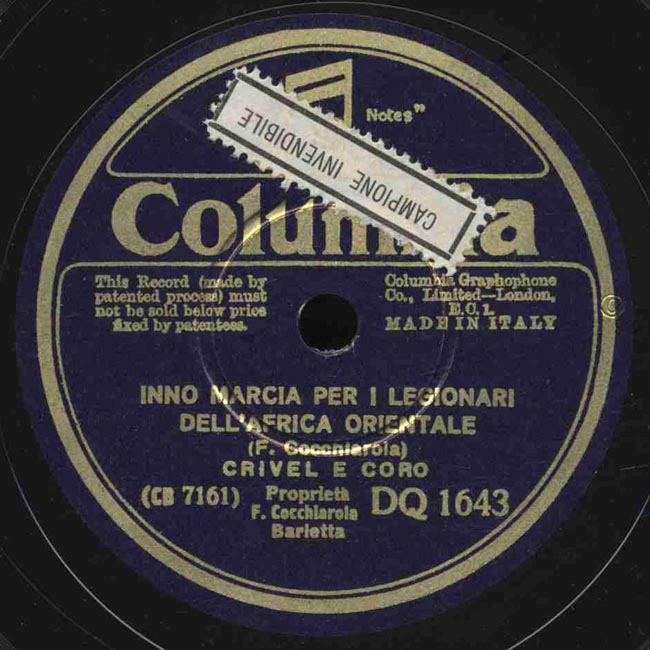 Notes"
CAMPIONE INVENDIBILE
Columbia
This Record (made by
patented process) must
not be sold below price
fixed by patentees.
Columbia Graphophone
Co., Limited—London,
E.C.1.
MADE IN ITALY
INNO MARCIA PER I LEGIONARI
DELL'AFRICA ORIENTALE
(F. Cocchiarola)
CRIVEL E CORO
(CB 7161)
Proprietà
F. Cocchiarola
Barletta
DQ 1643